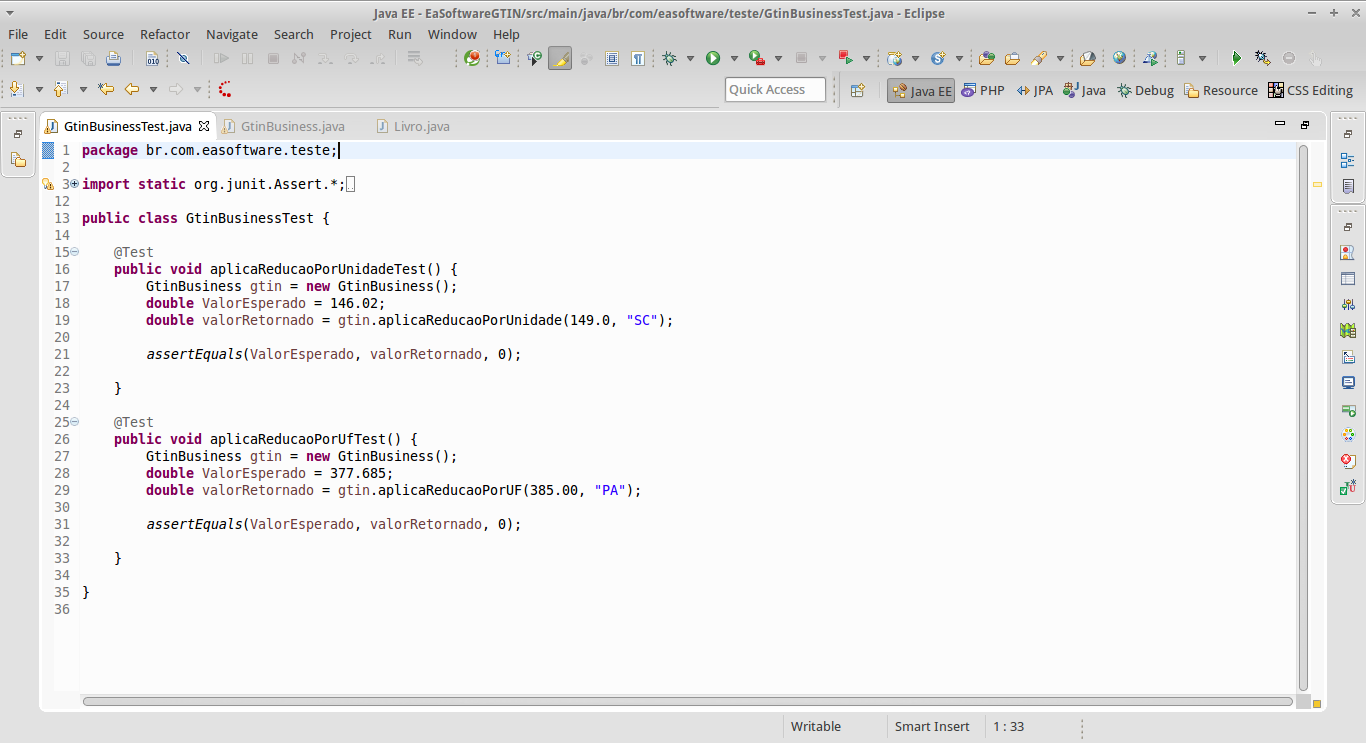 Java EE - EaSoftwareGTIN/src/main/java/br/com/easoftware/teste/GtinBusinessTest.java - Eclipse
File Edit Source Refactor Navigate Search Project Run Window Help
Quick Access Java EE PHP JPA Java Debug Resource CSS Editing
GtinBusinessTest.java GtinBusiness.java Livro.java
1 package br.com.easoftware.teste;
2
3 import static org.junit.Assert.*;
12
13 public class GtinBusinessTest {
14
15 @Test
16 public void aplicaReducaoPorUnidadeTest() {
17 GtinBusiness gtin = new GtinBusiness();
18 double ValorEsperado = 146.02;
19 double valorRetornado = gtin.aplicaReducaoPorUnidade(149.0, "SC");
20
21 assertEquals(ValorEsperado, valorRetornado, 0);
22
23 }
24
25 @Test
26 public void aplicaReducaoPorUfTest() {
27 GtinBusiness gtin = new GtinBusiness();
28 double ValorEsperado = 377.685;
29 double valorRetornado = gtin.aplicaReducaoPorUF(385.00, "PA");
30
31 assertEquals(ValorEsperado, valorRetornado, 0);
32
33 }
34
35 }
36
Writable Smart Insert 1 : 33